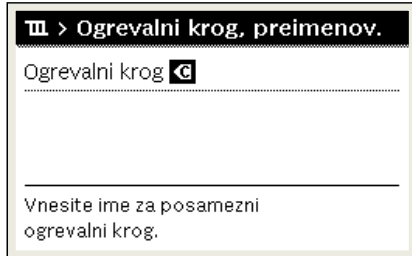 > Ogrevalni krog, preimenov.
Ogrevalni krog C
Vnesite ime za posamezni
ogrevalni krog.